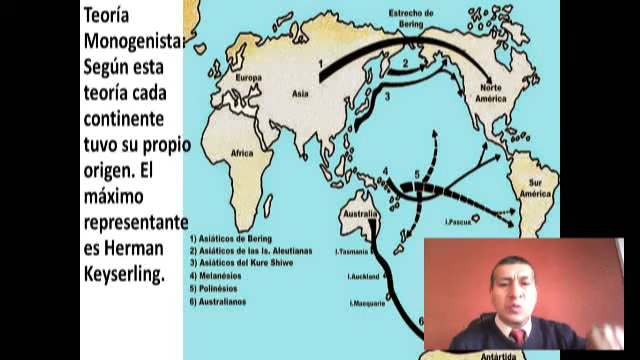 Teoría
Monogenista:
Según esta
teoría cada
continente
tuvo su propio
origen. El
máximo
representante
es Herman
Keyserling.
Estrecho de
Bering
1
2
3
Europa
Asia
Norte
América
Africa
4
5
Sur
América
Australia
I.Pascua
I.Tasmania
I.Auckland
I.Macquarie
6
Antártida
1) Asiáticos de Bering
2) Asiáticos de las Is. Aleutianas
3) Asiáticos del Kure Shiwo
4) Melanésios
5) Polinésios
6) Australianos